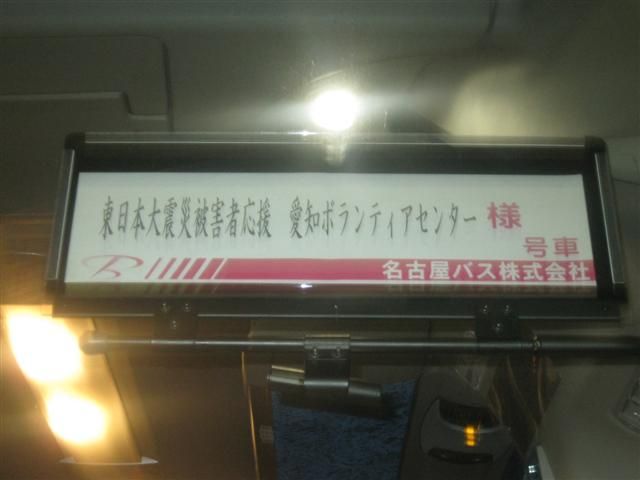 東日本大震災被害者応援　愛知ボランティアセンター 様
号車
名古屋バス株式会社